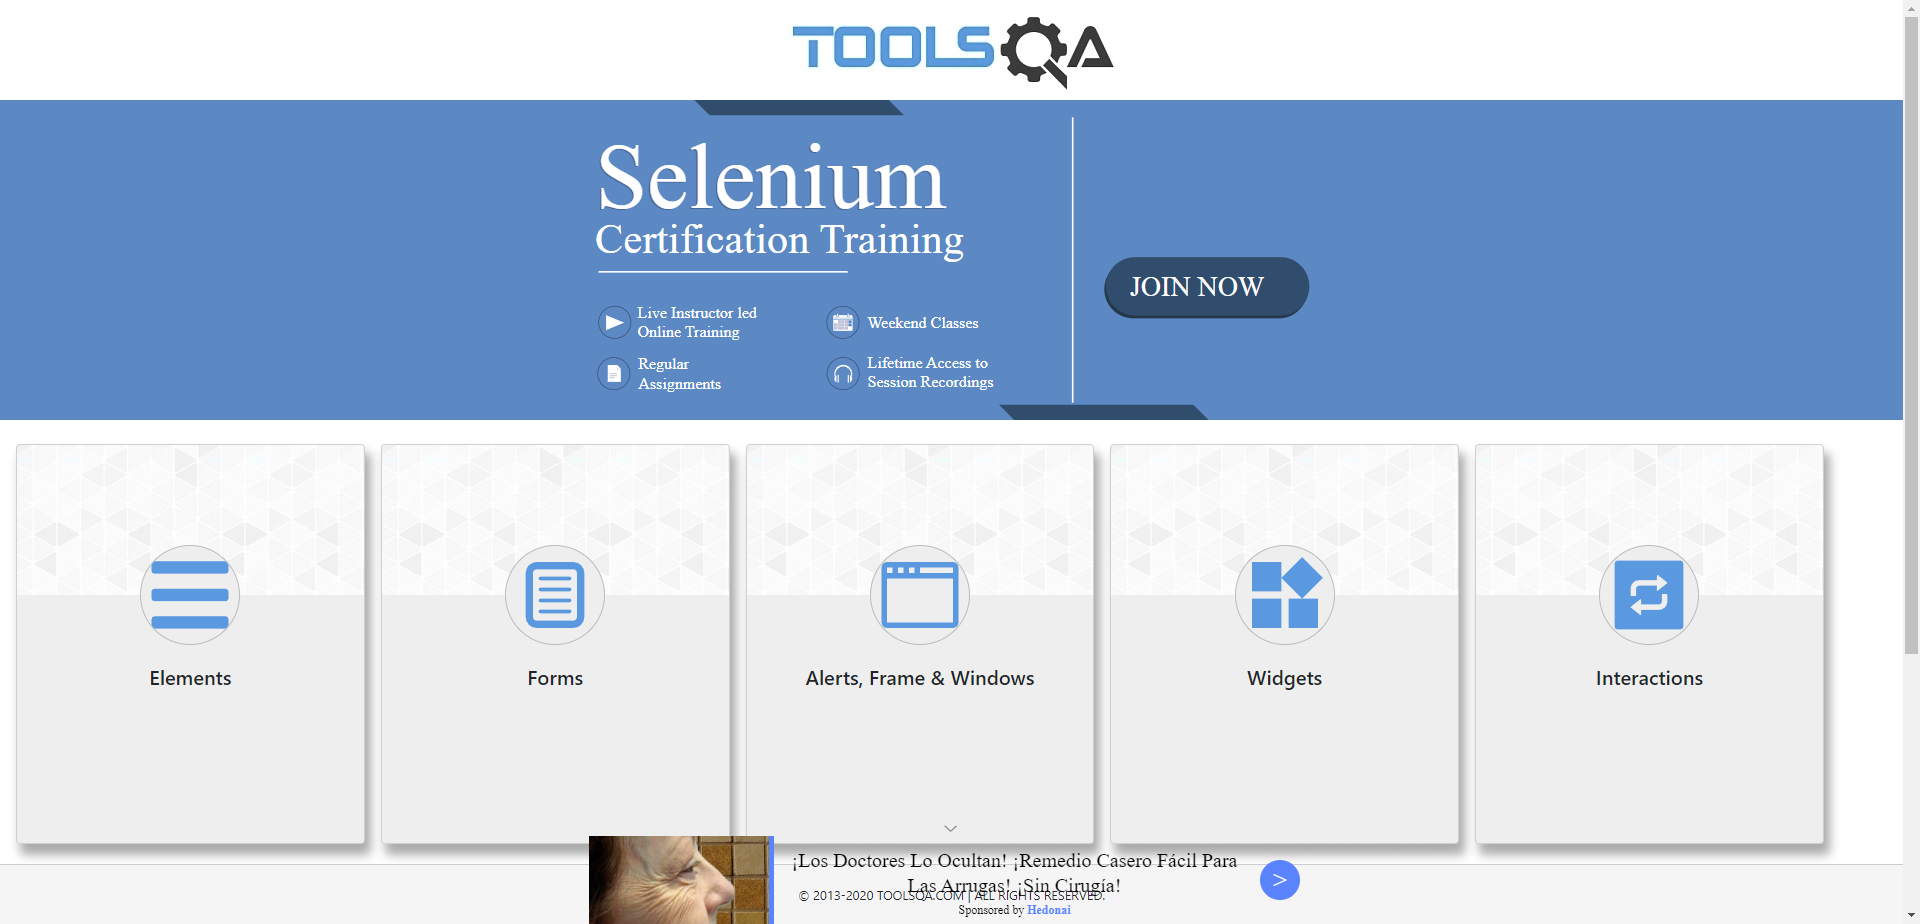 TOOLSQA
Selenium
Certification Training
JOIN NOW
Live Instructor led
Online Training
Weekend Classes
Regular
Assignments
Lifetime Access to
Session Recordings
Elements
Forms
Alerts, Frame & Windows
Widgets
Interactions
¡Los Doctores Lo Ocultan! ¡Remedio Casero Fácil Para
Las Arrugas! ¡Sin Cirugía!
© 2013-2020 TOOLSQA.COM | ALL RIGHTS RESERVED.
Sponsored by Hedonai